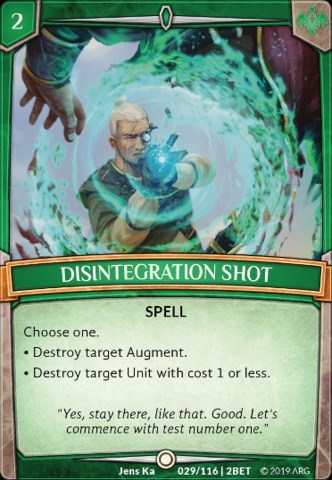 2
DISINTEGRATION SHOT
SPELL
Choose one.
• Destroy target Augment.
• Destroy target Unit with cost 1 or less.
"Yes, stay there, like that. Good. Let's
commence with test number one."
Jens Ka 029/116 | 2BET © 2019 ARG